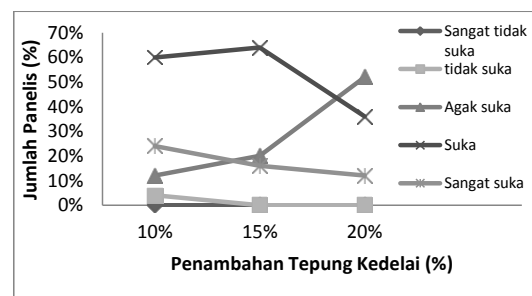 Jumlah Panelis (%)
70%
60%
50%
40%
30%
20%
10%
0%
10% 15% 20%
Penambahan Tepung Kedelai (%)
Sangat tidak
suka
tidak suka
Agak suka
Suka
Sangat suka